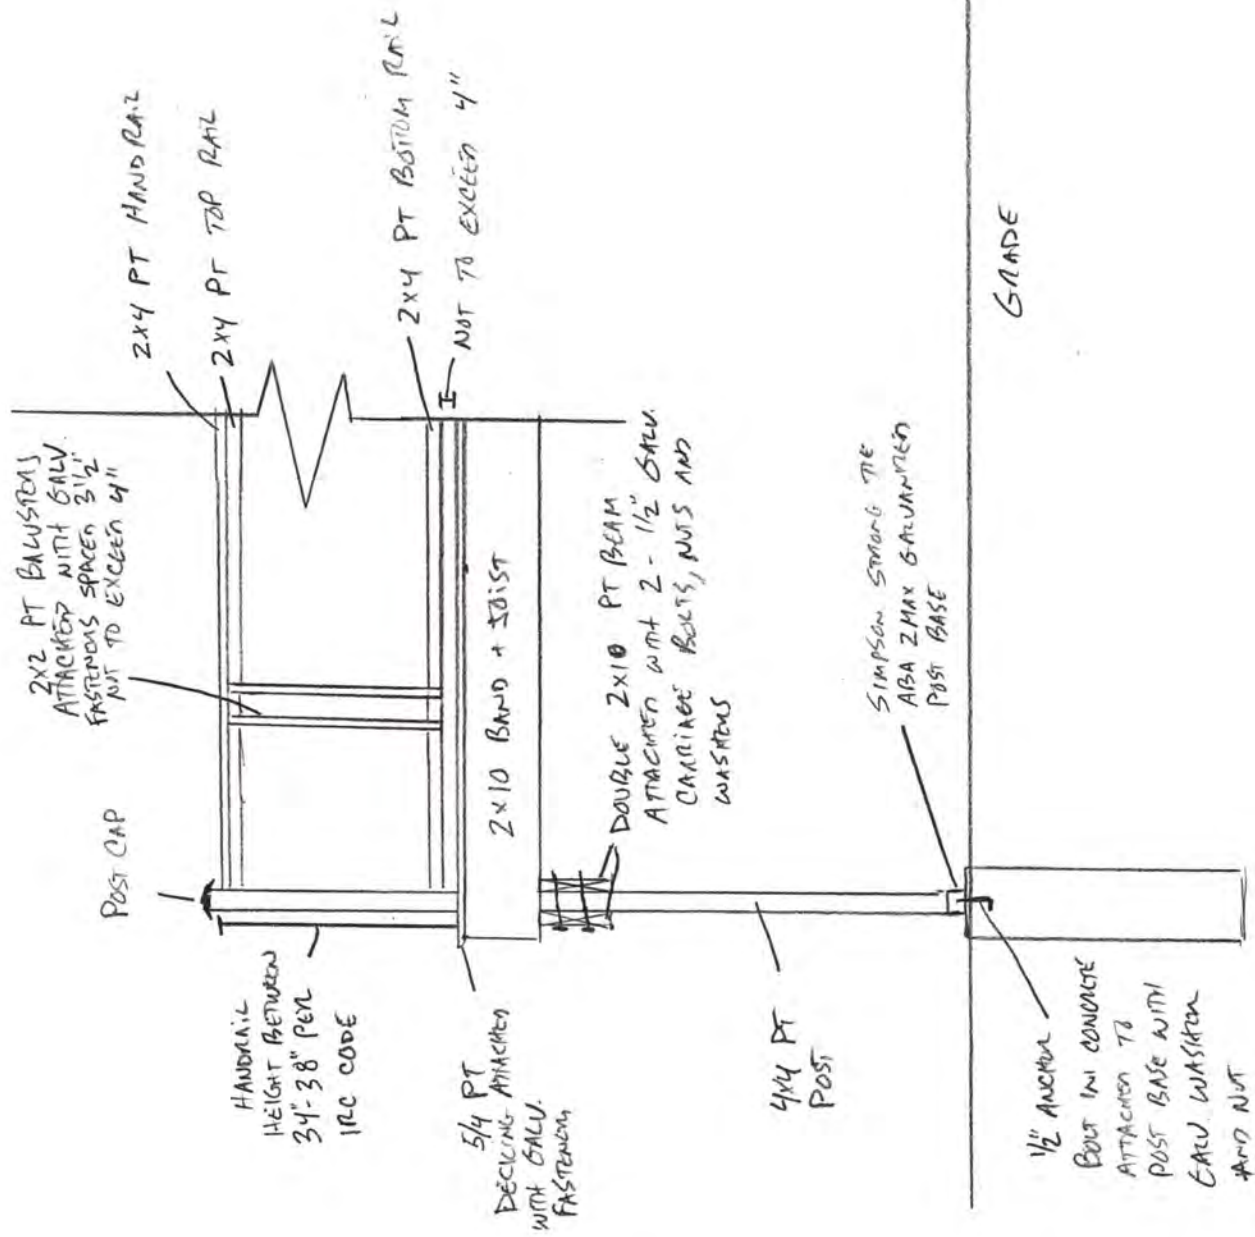 POST CAP
2x2 PT BALUSTERS
ATTACHED WITH GALV.
FASTENERS SPACED 3 1/2"
NOT TO EXCEED 4"
2x4 PT HANDRAIL
2x4 PT TOP RAIL
HANDRAIL
HEIGHT BETWEEN
34"-38" PER
IRC CODE
2x4 PT BOTTOM RAIL
NOT TO EXCEED 4"
5/4 PT
DECKING ATTACHED
WITH GALV.
FASTENERS
2x10 BAND + JOIST
DOUBLE 2x10 PT BEAM
ATTACHED WITH 2 - 1/2" GALV.
CARRIAGE BOLTS, NUTS AND
WASHERS
4x4 PT
POST
SIMPSON STRONG TIE
ABA ZMAX GALVANIZED
POST BASE
GRADE
1/2" ANCHOR
BOLT IN CONCRETE
ATTACHED TO
POST BASE WITH
GALV. WASHER
AND NUT